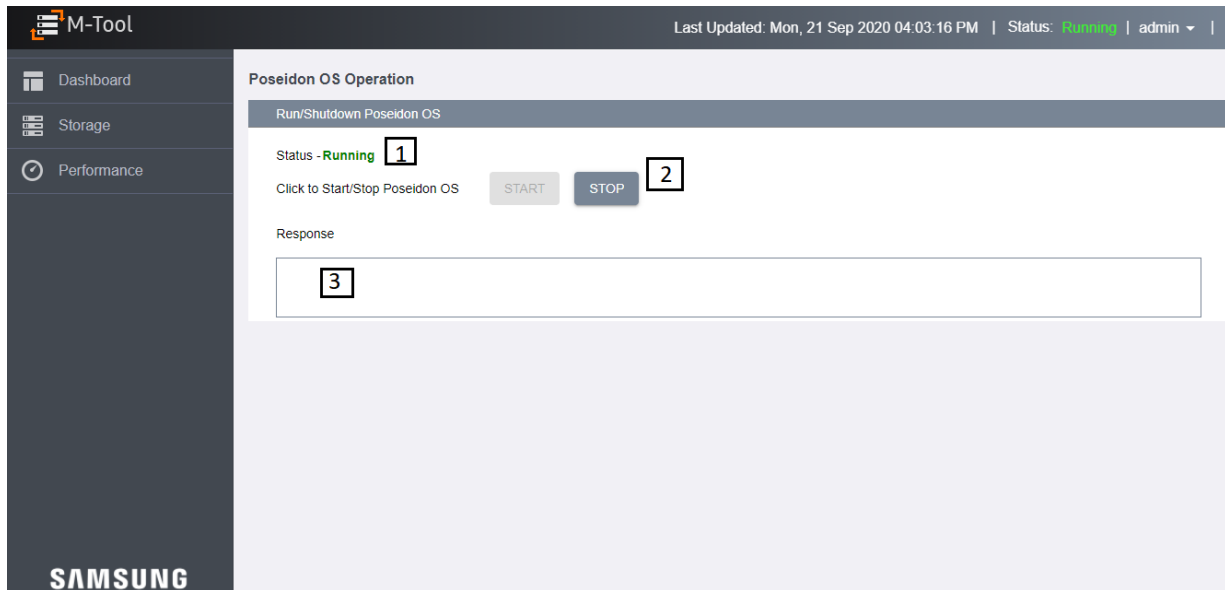 M-Tool
Last Updated: Mon, 21 Sep 2020 04:03:16 PM | Status: Running | admin |
Dashboard
Storage
Performance
Poseidon OS Operation
Run/Shutdown Poseidon OS
Status - Running 1
Click to Start/Stop Poseidon OS START STOP 2
Response
3
SAMSUNG